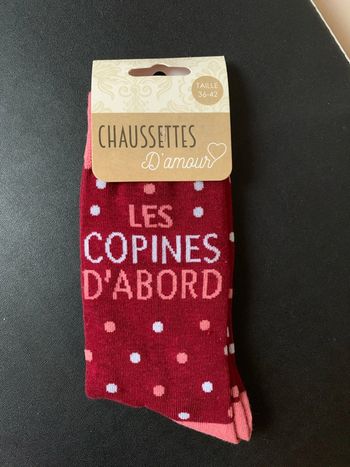 TAILLE
36-42
CHAUSSETTES
D'amour
LES
COPINES
D'ABORD